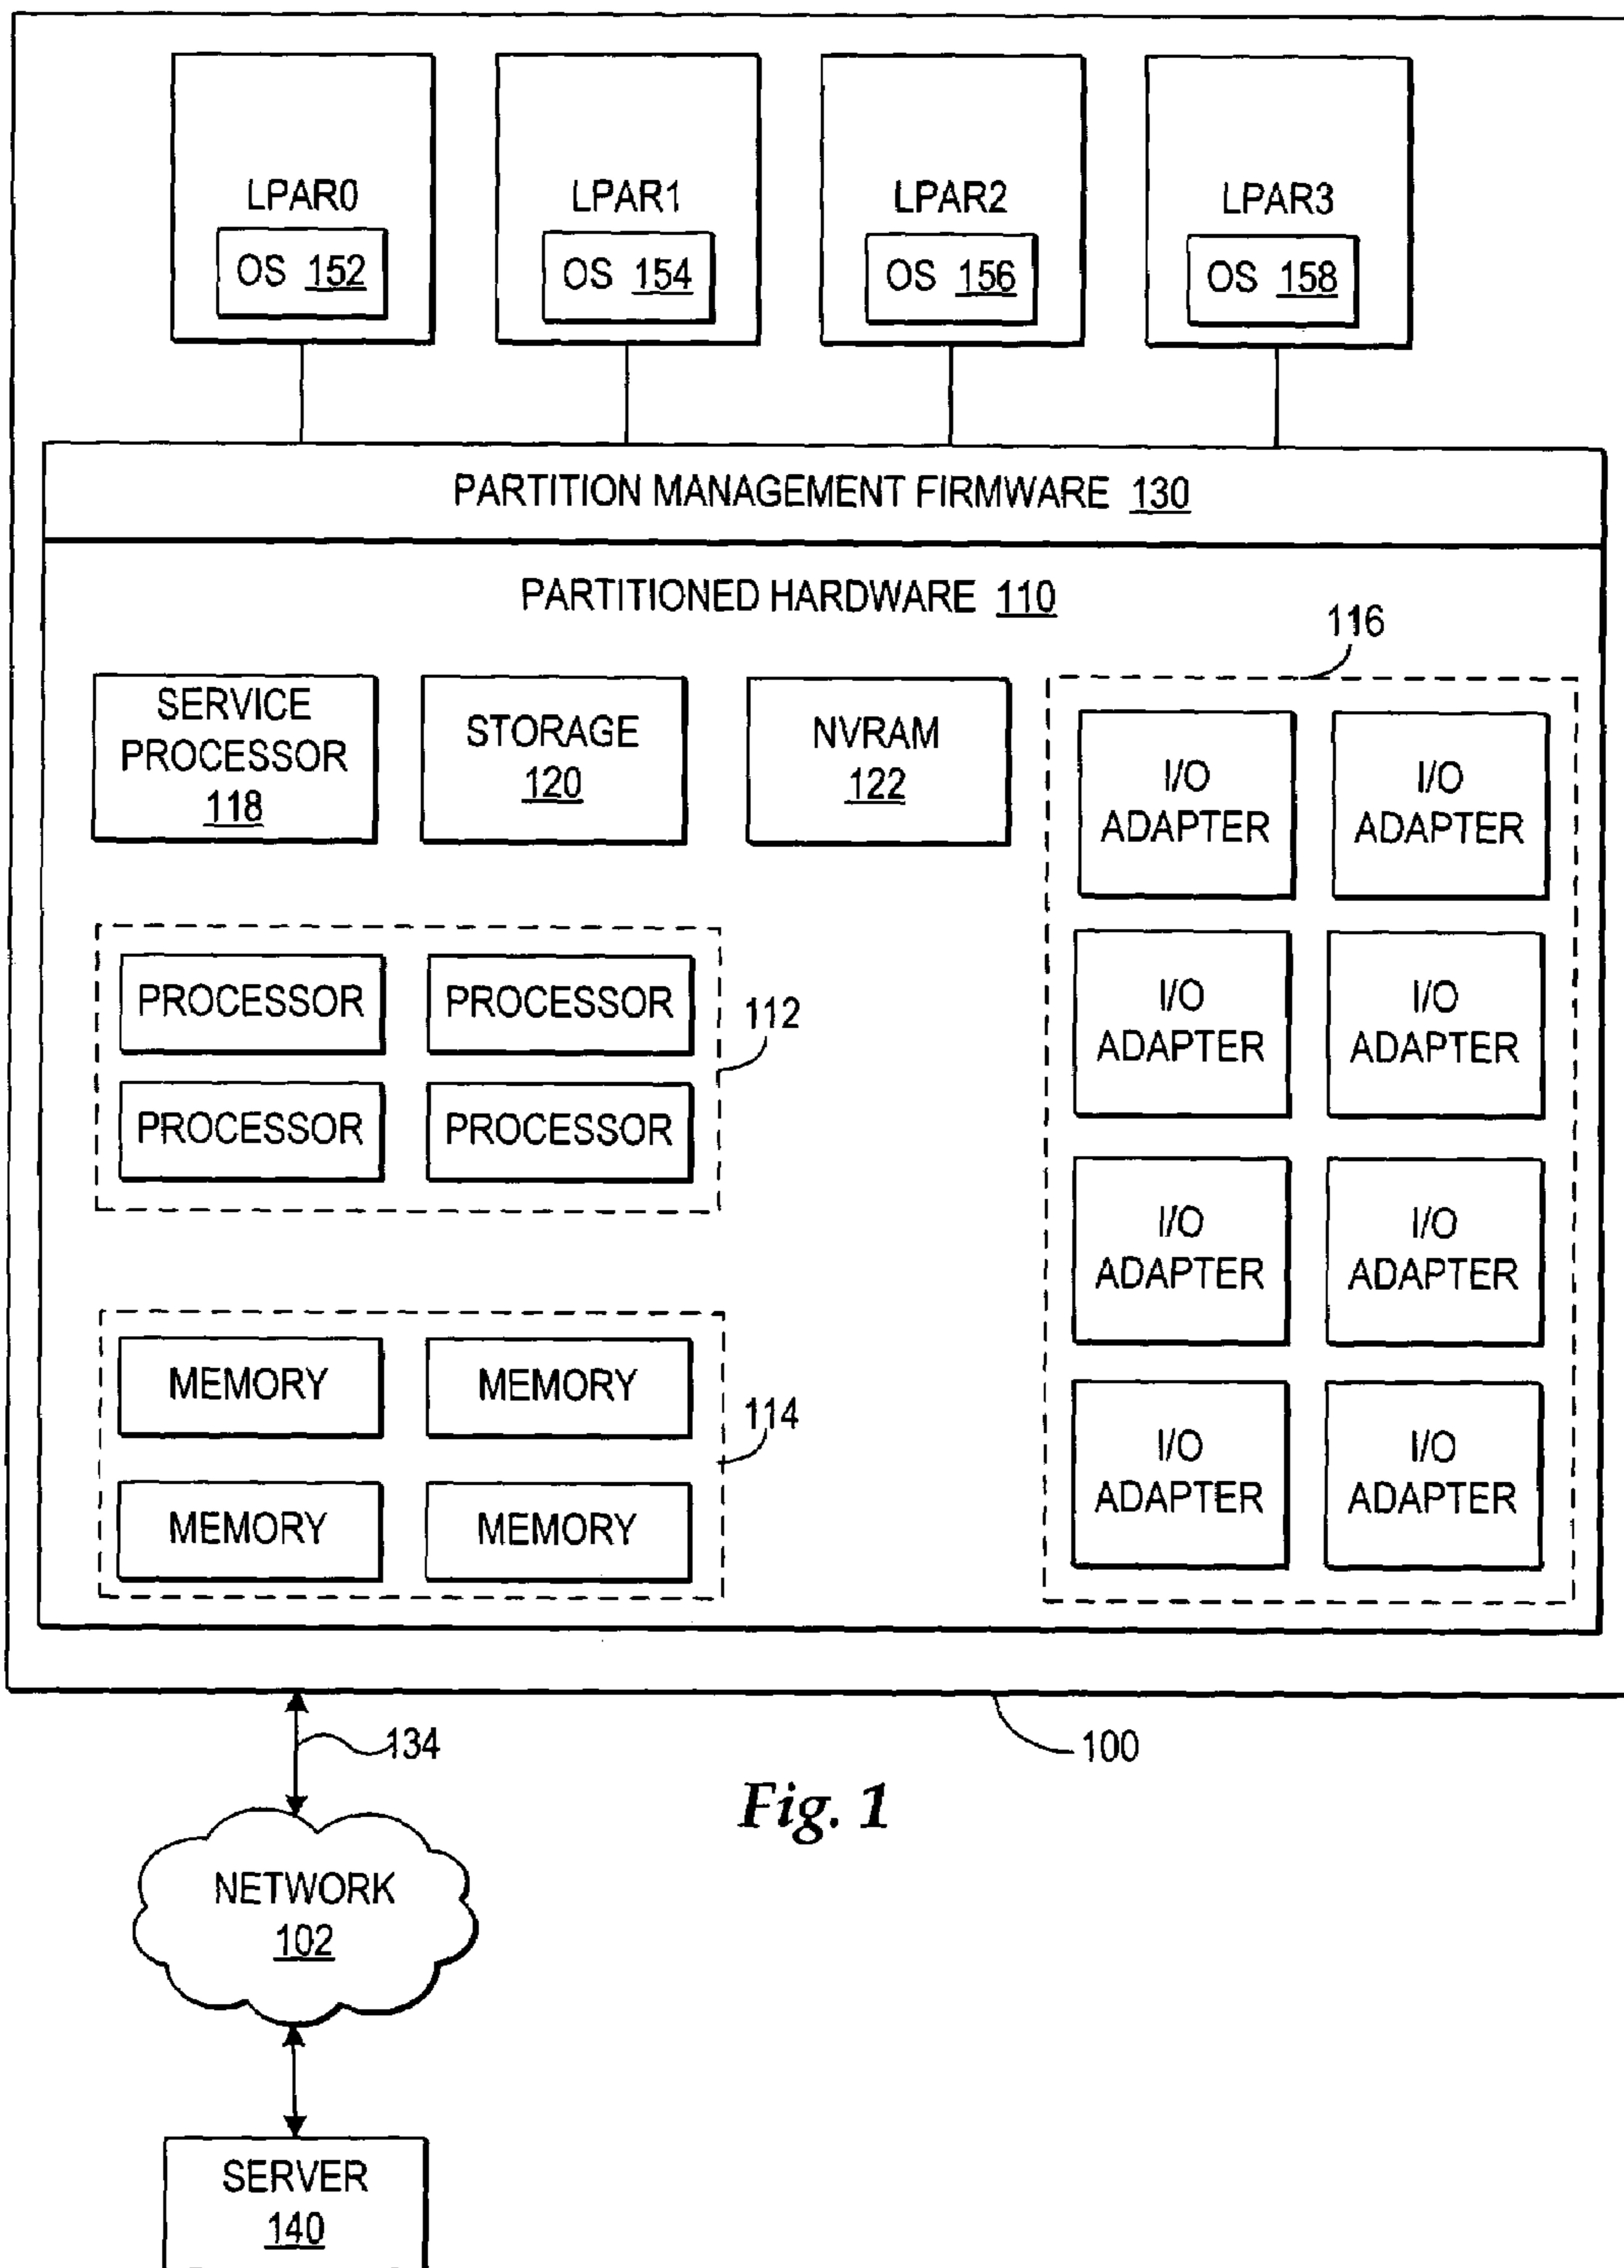 LPAR0
OS 152
LPAR1
OS 154
LPAR2
OS 156
LPAR3
OS 158
PARTITION MANAGEMENT FIRMWARE 130
PARTITIONED HARDWARE 110
116
SERVICE
PROCESSOR
118
STORAGE
120
NVRAM
122
I/O
ADAPTER
I/O
ADAPTER
I/O
ADAPTER
I/O
ADAPTER
I/O
ADAPTER
I/O
ADAPTER
I/O
ADAPTER
I/O
ADAPTER
PROCESSOR
PROCESSOR
PROCESSOR
PROCESSOR
112
MEMORY
MEMORY
MEMORY
MEMORY
114
134
100
Fig. 1
NETWORK
102
SERVER
140